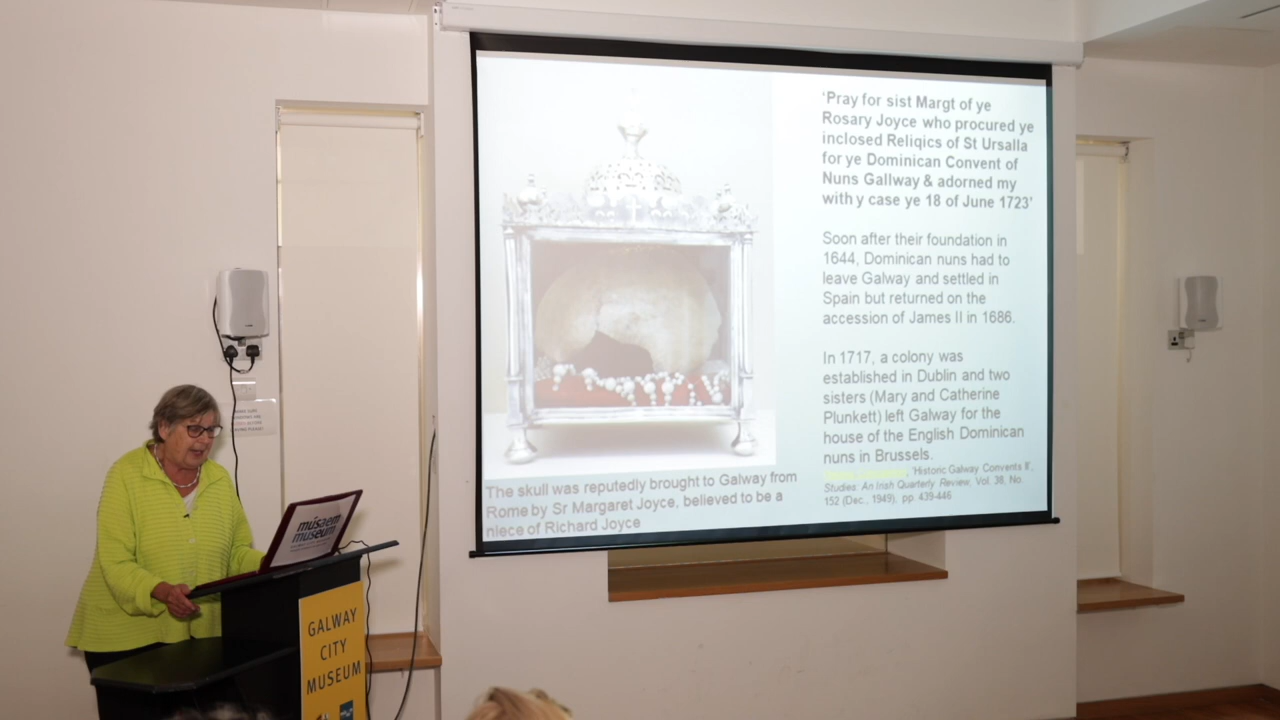 'Pray for sist Margt of ye
Rosary Joyce who procured ye
inclosed Reliqics of St Ursalla
for ye Dominican Convent of
Nuns Gallway & adorned my
with y case ye 18 of June 1723'
Soon after their foundation in
1644, Dominican nuns had to
leave Galway and settled in
Spain but returned on the
accession of James II in 1686.
In 1717, a colony was
established in Dublin and two
sisters (Mary and Catherine
Plunkett) left Galway for the
house of the English Dominican
nuns in Brussels.
'Historic Galway Convents II',
Studies: An Irish Quarterly Review, Vol. 38, No.
152 (Dec., 1949), pp. 439-446
The skull was reputedly brought to Galway from
Rome by Sr Margaret Joyce, believed to be a
niece of Richard Joyce
músaem
museum
GALWAY
CITY
MUSEUM